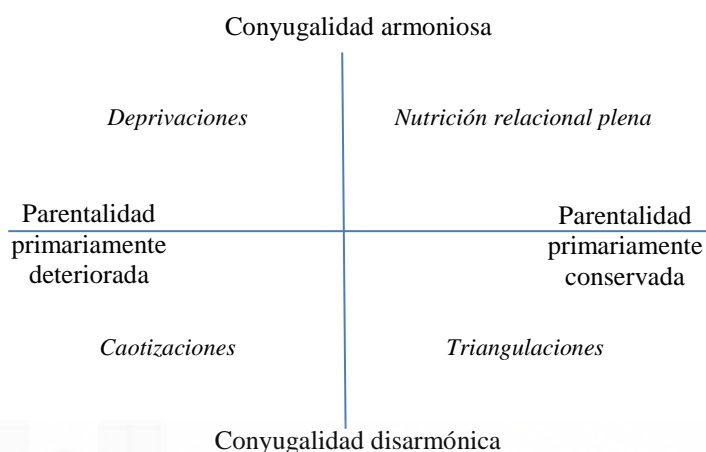 Conyugalidad armoniosa
Deprivaciones
Nutrición relacional plena
Parentalidad
primariamente
deteriorada
Parentalidad
primariamente
conservada
Caotizaciones
Triangulaciones
Conyugalidad disarmónica